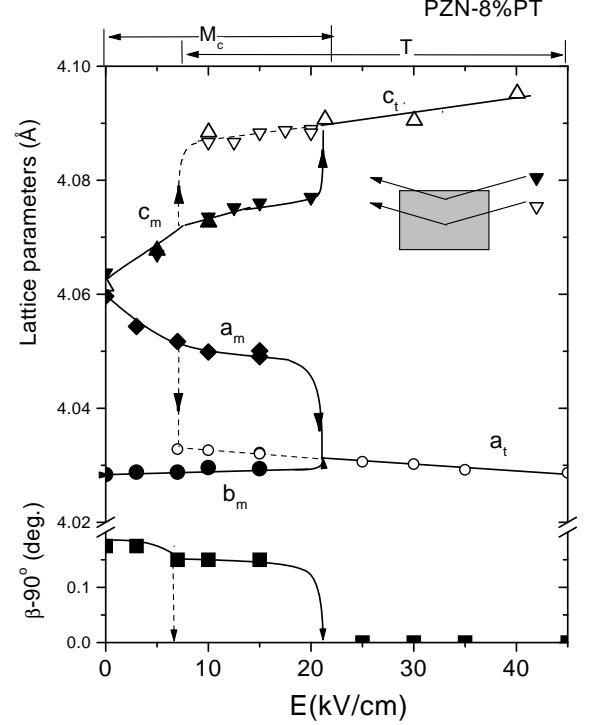 PZN-8%PT
M_c
T
4.10
c_t
4.08
c_m
4.06
a_m
4.04
a_t
b_m
4.02
0.1
0.0
0 10 20 30 40
E(kV/cm)
Lattice parameters (Å)
β-90° (deg.)